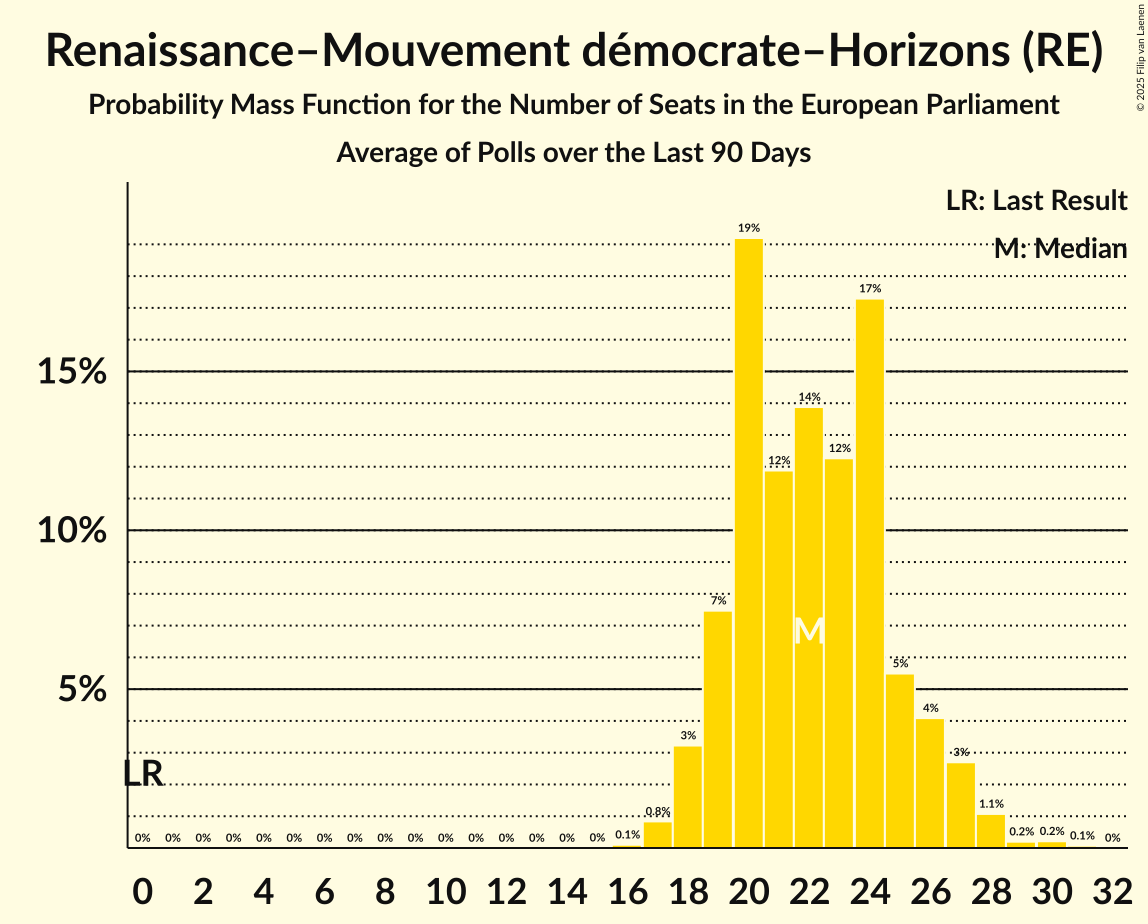 Renaissance–Mouvement démocrate–Horizons (RE)
Probability Mass Function for the Number of Seats in the European Parliament
Average of Polls over the Last 90 Days
© 2025 Filip van Laenen
LR: Last Result
M: Median
19%
17%
15%
14%
12%
12%
10%
7%
M
5%
5%
4%
3%
3%
LR
1.1%
0.8%
0% 0% 0% 0% 0% 0% 0% 0% 0% 0% 0% 0% 0% 0% 0% 0% 0.1% 0.2% 0.2% 0.1% 0%
0 2 4 6 8 10 12 14 16 18 20 22 24 26 28 30 32